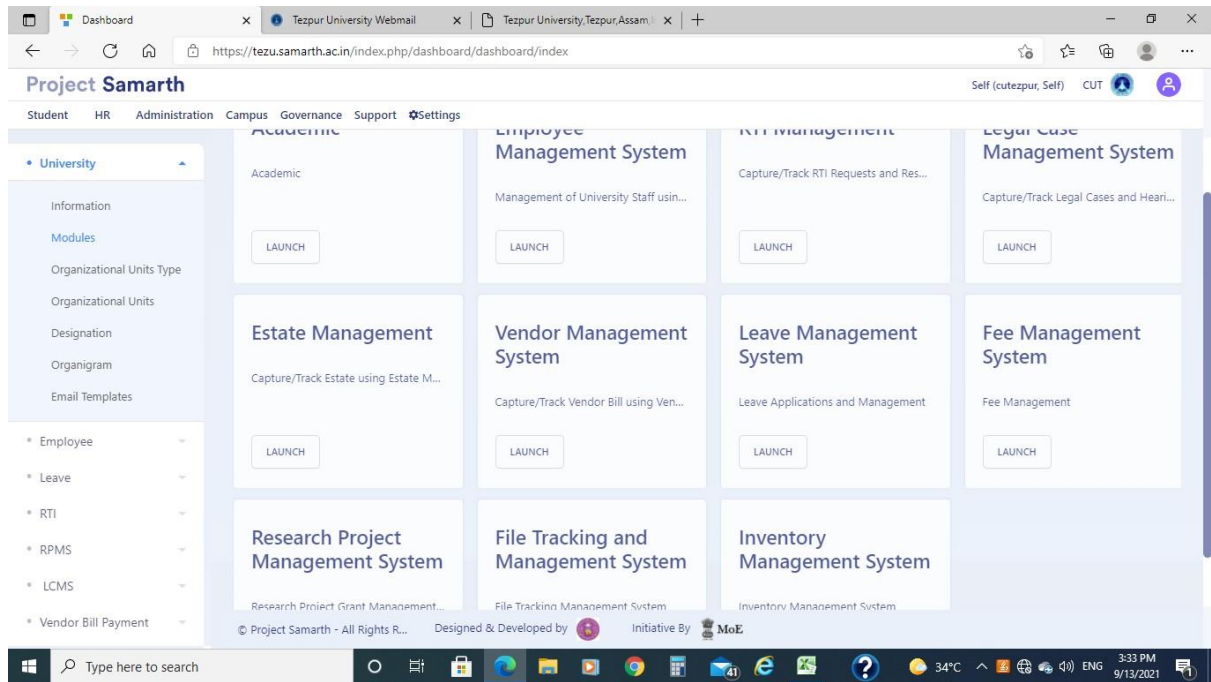 Dashboard
Tezpur University Webmail
Tezpur University,Tezpur,Assam,
https://tezu.samarth.ac.in/index.php/dashboard/dashboard/index
Project Samarth
Self (cutezpur, Self) CUT
Student HR Administration Campus Governance Support Settings
University
Information
Modules
Organizational Units Type
Organizational Units
Designation
Organigram
Email Templates
Employee
Leave
RTI
RPMS
LCMS
Vendor Bill Payment
Academic
Academic
LAUNCH
Employee
Management System
Management of University Staff usin...
LAUNCH
RTI Management
Capture/Track RTI Requests and Res...
LAUNCH
Legal Case
Management System
Capture/Track Legal Cases and Heari...
LAUNCH
Estate Management
Capture/Track Estate using Estate M...
LAUNCH
Vendor Management
System
Capture/Track Vendor Bill using Ven...
LAUNCH
Leave Management
System
Leave Applications and Management
LAUNCH
Fee Management
System
Fee Management
LAUNCH
Research Project
Management System
Research Project Grant Management...
File Tracking and
Management System
File Tracking Management System
Inventory
Management System
Inventory Management System
© Project Samarth - All Rights R... Designed & Developed by Initiative By MoE
Type here to search
41
34°C
ENG
3:33 PM
9/13/2021
1